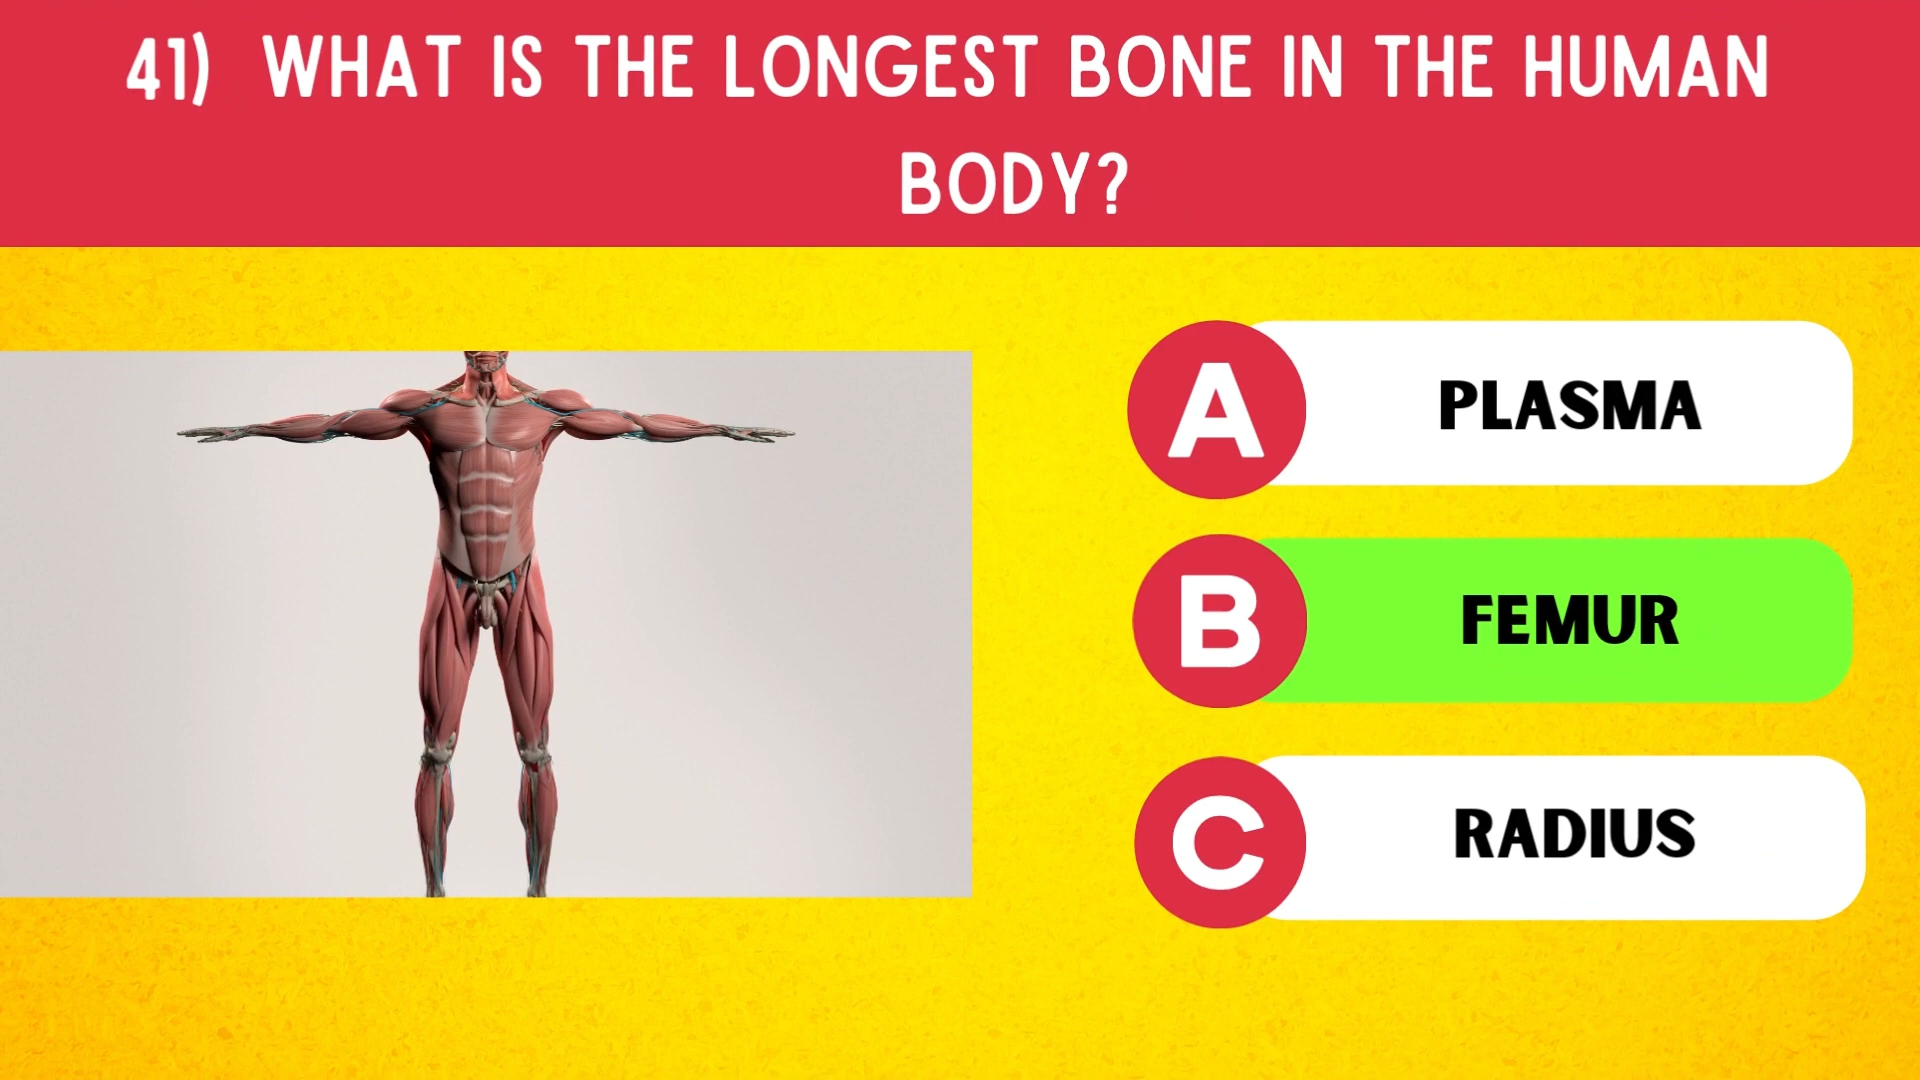 41) WHAT IS THE LONGEST BONE IN THE HUMAN
BODY?
A PLASMA
B FEMUR
C RADIUS